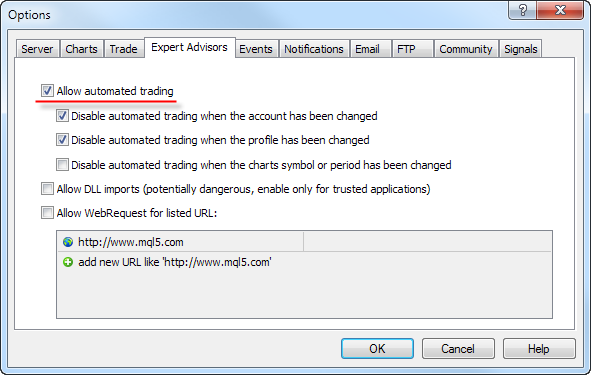 Options
Server Charts Trade Expert Advisors Events Notifications Email FTP Community Signals
Allow automated trading
Disable automated trading when the account has been changed
Disable automated trading when the profile has been changed
Disable automated trading when the charts symbol or period has been changed
Allow DLL imports (potentially dangerous, enable only for trusted applications)
Allow WebRequest for listed URL:
http://www.mql5.com
add new URL like 'http://www.mql5.com'
OK Cancel Help